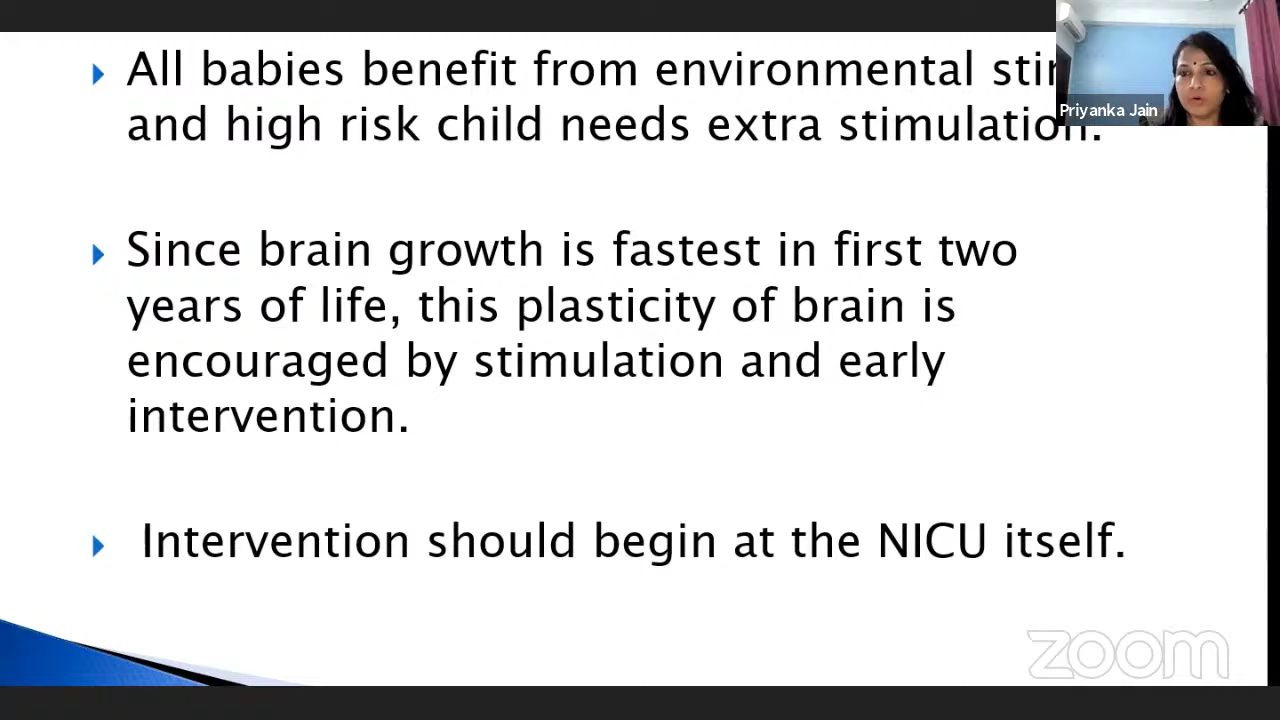 All babies benefit from environmental
and high risk child needs extra stimulation.
Since brain growth is fastest in first two
years of life, this plasticity of brain is
encouraged by stimulation and early
intervention.
Intervention should begin at the NICU itself.
Priyanka Jain
zoom